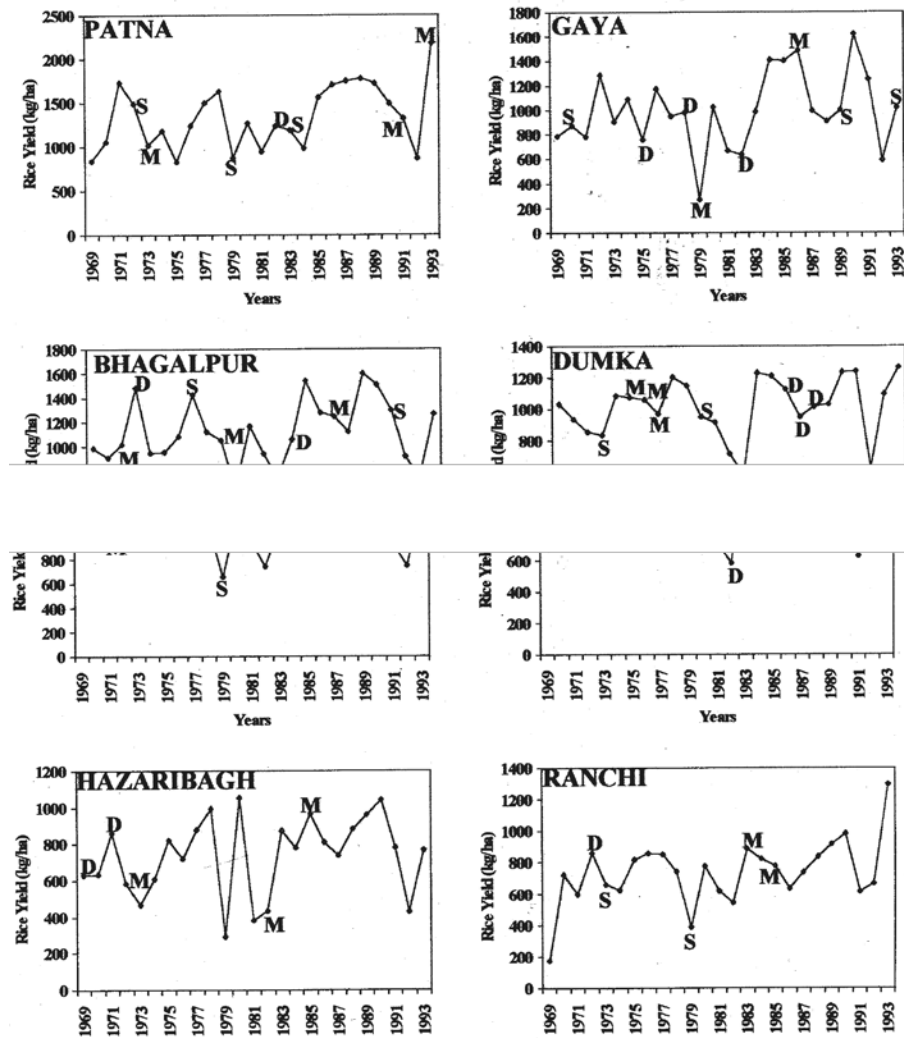 PATNA
2500
2000
1500
1000
500
0
Rice Yield (kg/ha)
S
M
S
D
S
M
M
1969
1971
1973
1975
1977
1979
1981
1983
1985
1987
1989
1991
1993
Years
GAYA
1800
1600
1400
1200
1000
800
600
400
200
0
Rice Yield (kg/ha)
S
D
D
M
D
M
S
S
1969
1971
1973
1975
1977
1979
1981
1983
1985
1987
1989
1991
1993
Years
BHAGALPUR
1800
1600
1400
1200
1000
(kg/ha)
M
D
S
M
D
M
S
DUMKA
1400
1200
1000
800
(kg/ha)
S
M
M
M
S
D
D
D
800
600
400
200
0
Rice Yield
S
1969
1971
1973
1975
1977
1979
1981
1983
1985
1987
1989
1991
1993
Years
600
400
200
0
Rice Yield
D
1969
1971
1973
1975
1977
1979
1981
1983
1985
1987
1989
1991
1993
Years
HAZARIBAGH
1200
1000
800
600
400
200
0
Rice Yield (kg/ha)
D
D
M
M
M
1969
1971
1973
1975
1977
1979
1981
1983
1985
1987
1989
1991
1993
RANCHI
1400
1200
1000
800
600
400
200
0
Rice Yield (kg/ha)
D
S
S
M
M
1969
1971
1973
1975
1977
1979
1981
1983
1985
1987
1989
1991
1993